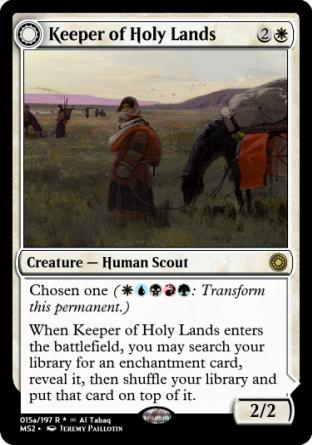 Keeper of Holy Lands 2
Creature — Human Scout
Chosen one (: Transform
this permanent.)
When Keeper of Holy Lands enters
the battlefield, you may search your
library for an enchantment card,
reveal it, then shuffle your library and
put that card on top of it.
2/2
015a/197 R * ∞ Al Tabaq
MS2 • Jeremy Paillotin